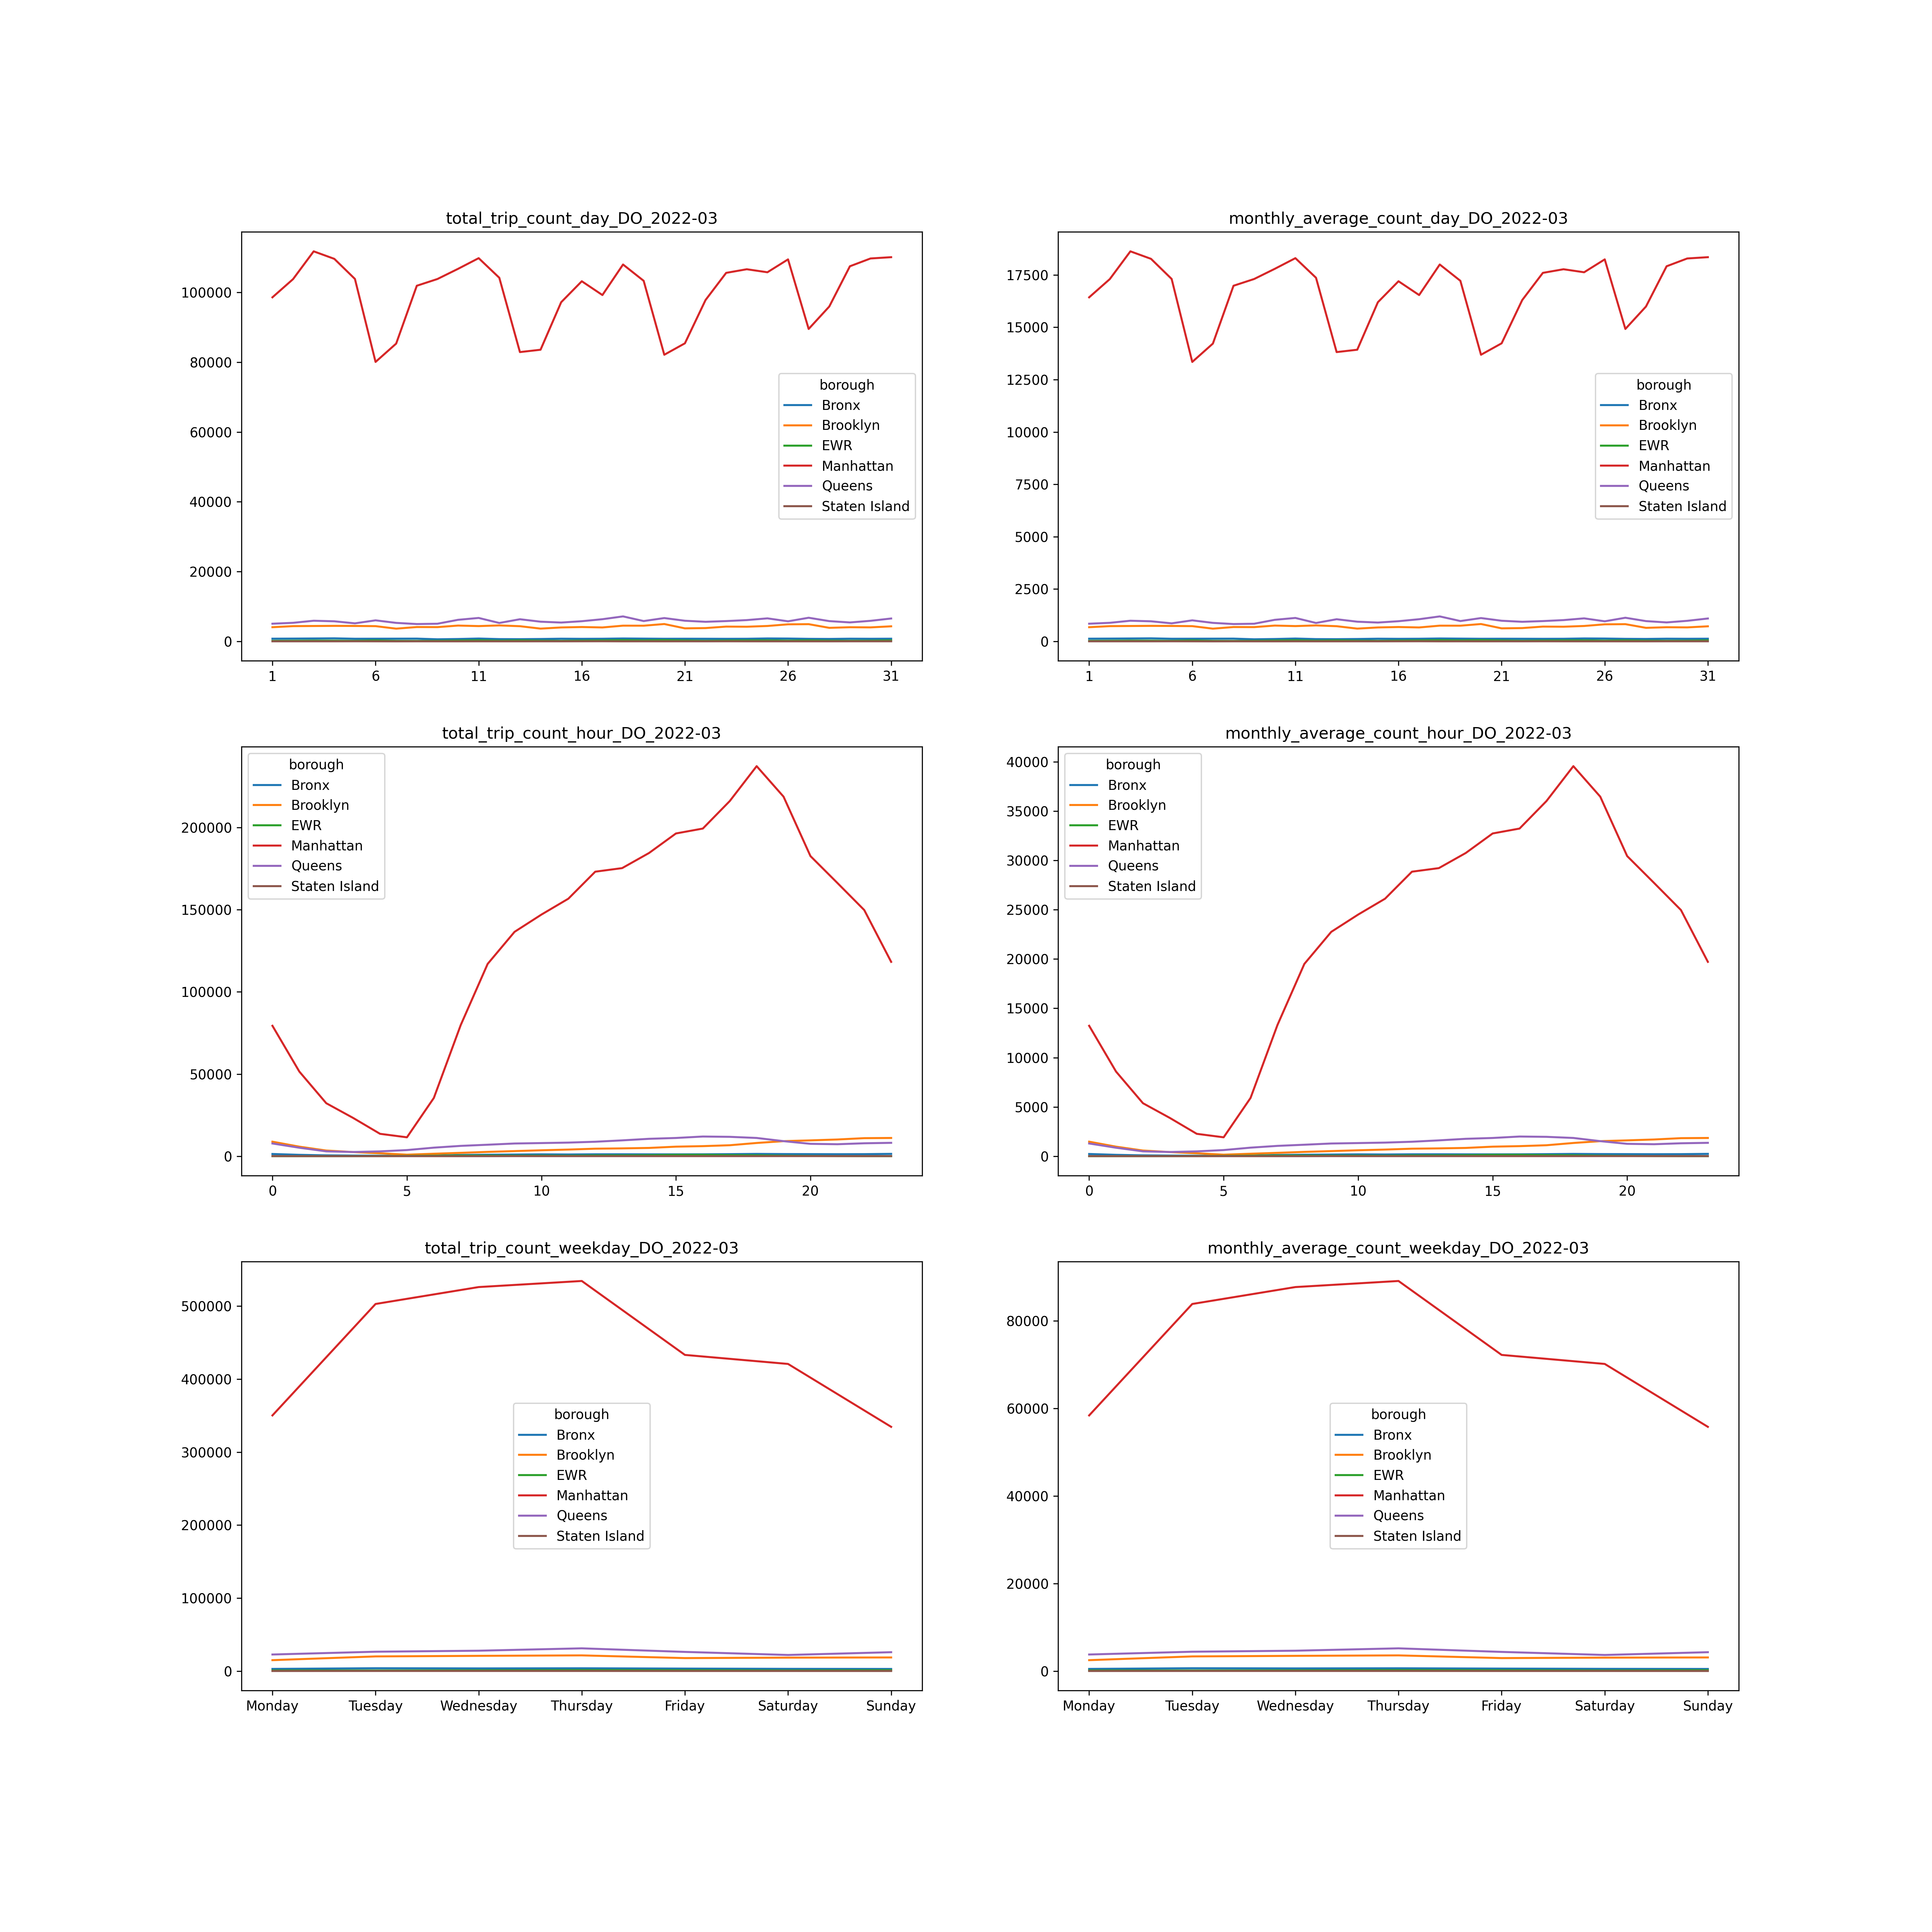 total_trip_count_day_DO_2022-03
100000
80000
60000
40000
20000
0
borough
Bronx
Brooklyn
EWR
Manhattan
Queens
Staten Island
1 6 11 16 21 26 31
monthly_average_count_day_DO_2022-03
17500
15000
12500
10000
7500
5000
2500
0
borough
Bronx
Brooklyn
EWR
Manhattan
Queens
Staten Island
1 6 11 16 21 26 31
total_trip_count_hour_DO_2022-03
200000
150000
100000
50000
0
borough
Bronx
Brooklyn
EWR
Manhattan
Queens
Staten Island
0 5 10 15 20
monthly_average_count_hour_DO_2022-03
40000
35000
30000
25000
20000
15000
10000
5000
0
borough
Bronx
Brooklyn
EWR
Manhattan
Queens
Staten Island
0 5 10 15 20
total_trip_count_weekday_DO_2022-03
500000
400000
300000
200000
100000
0
borough
Bronx
Brooklyn
EWR
Manhattan
Queens
Staten Island
Monday Tuesday Wednesday Thursday Friday Saturday Sunday
monthly_average_count_weekday_DO_2022-03
80000
60000
40000
20000
0
borough
Bronx
Brooklyn
EWR
Manhattan
Queens
Staten Island
Monday Tuesday Wednesday Thursday Friday Saturday Sunday